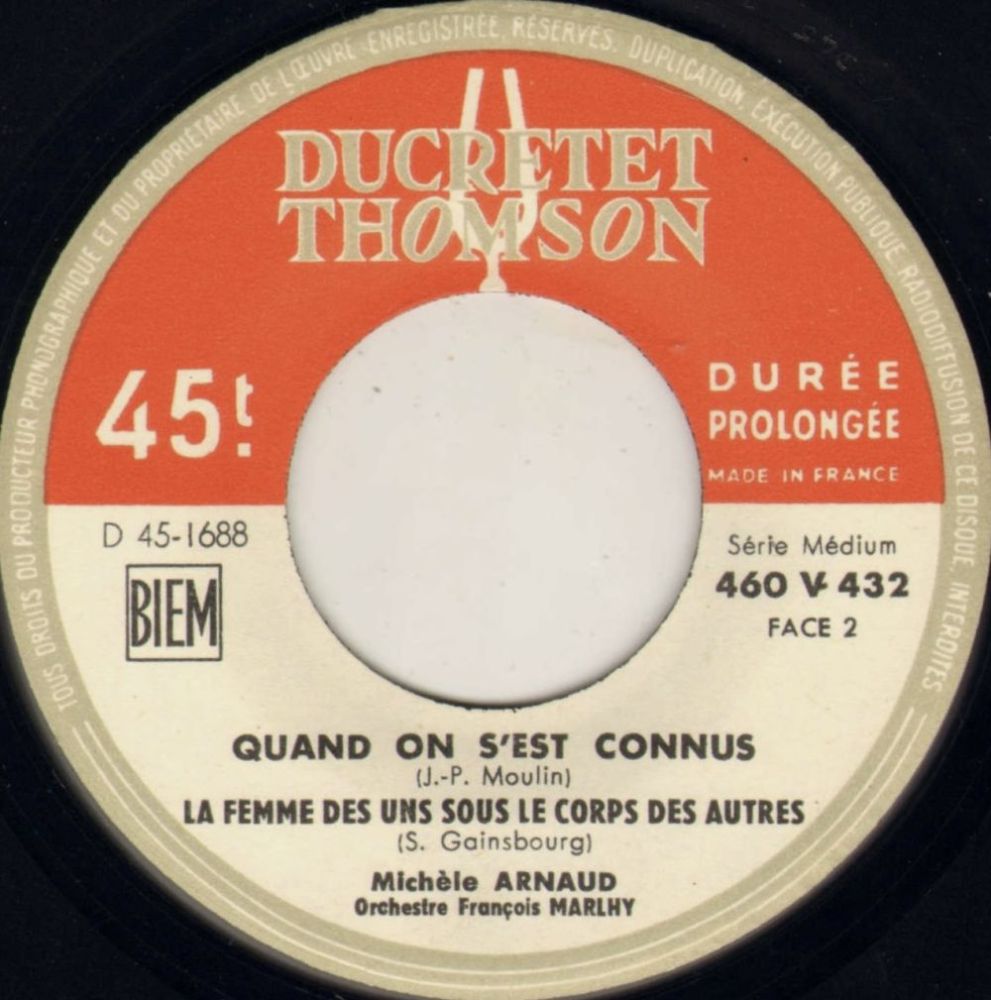 TOUS DROITS DU PRODUCTEUR PHONOGRAPHIQUE ET DU PROPRIÉTAIRE DE L'ŒUVRE ENREGISTRÉE, RÉSERVÉS. DUPLICATION, EXÉCUTION PUBLIQUE, RADIODIFFUSION DE CE DISQUE, INTERDITES
DUCRETET
THOMSON
45t.
DURÉE
PROLONGÉE
MADE IN FRANCE
D 45-1688
BIEM
Série Médium
460 V 432
FACE 2
QUAND ON S'EST CONNUS
(J.-P. Moulin)
LA FEMME DES UNS SOUS LE CORPS DES AUTRES
(S. Gainsbourg)
Michèle ARNAUD
Orchestre François MARLHY